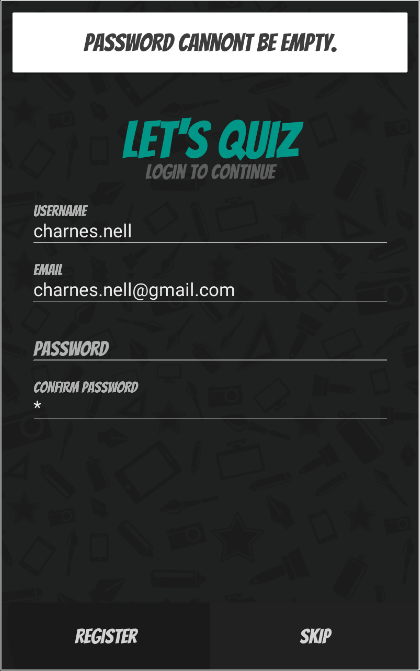 PASSWORD CANNONT BE EMPTY.
LET'S QUIZ
LOGIN TO CONTINUE
USERNAME
charnes.nell
EMAIL
charnes.nell@gmail.com
PASSWORD
CONFIRM PASSWORD
*
REGISTER
SKIP